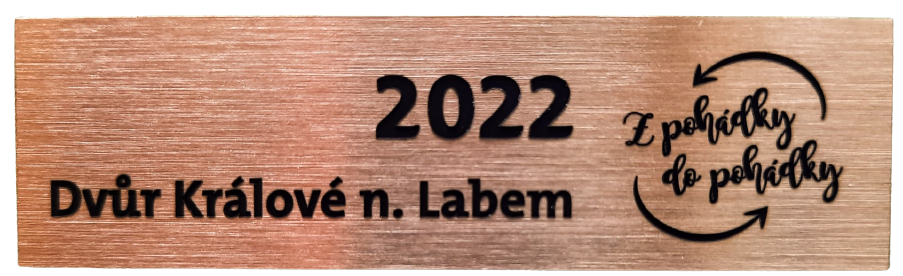 2022
Dvůr Králové n. Labem
Z pohádky
do pohádky